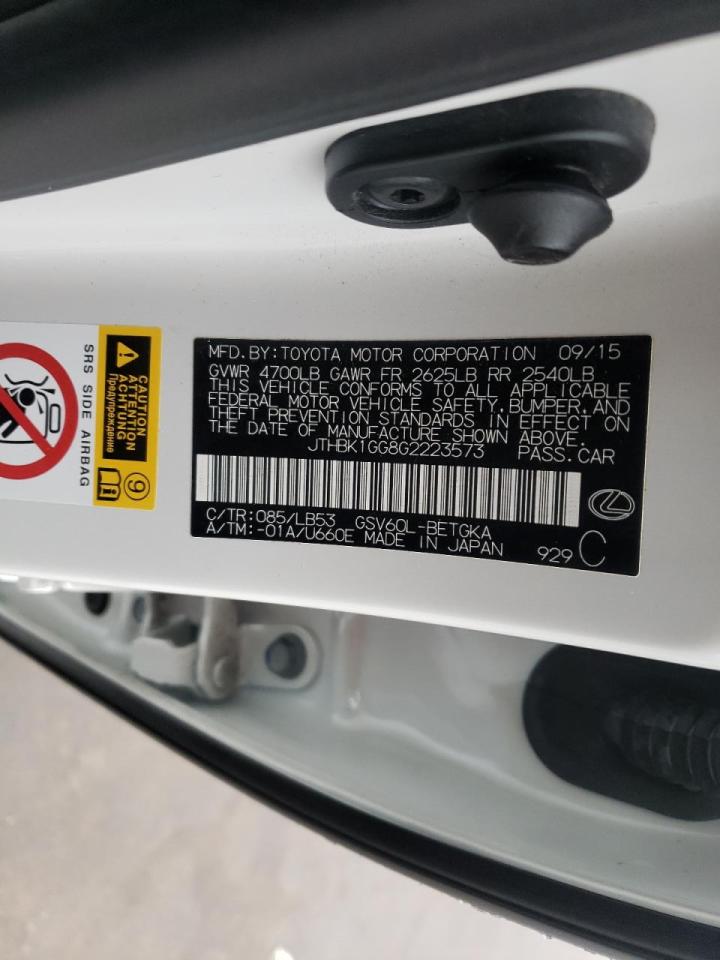 MFD. BY: TOYOTA MOTOR CORPORATION 09/15
GVWR 4700LB GAWR FR 2625LB RR 2540LB
THIS VEHICLE CONFORMS TO ALL APPLICABLE
FEDERAL MOTOR VEHICLE SAFETY, BUMPER, AND
THEFT PREVENTION STANDARDS IN EFFECT ON
THE DATE OF MANUFACTURE SHOWN ABOVE.
JTHBK1GG8G2223573 PASS. CAR
C/TR: 085/LB53 GSV60L-BETGKA
A/TM: -01A/U660E MADE IN JAPAN 929 C
SRS SIDE AIRBAG
CAUTION
ATTENTION
ACHTUNG
Предупреждение
9